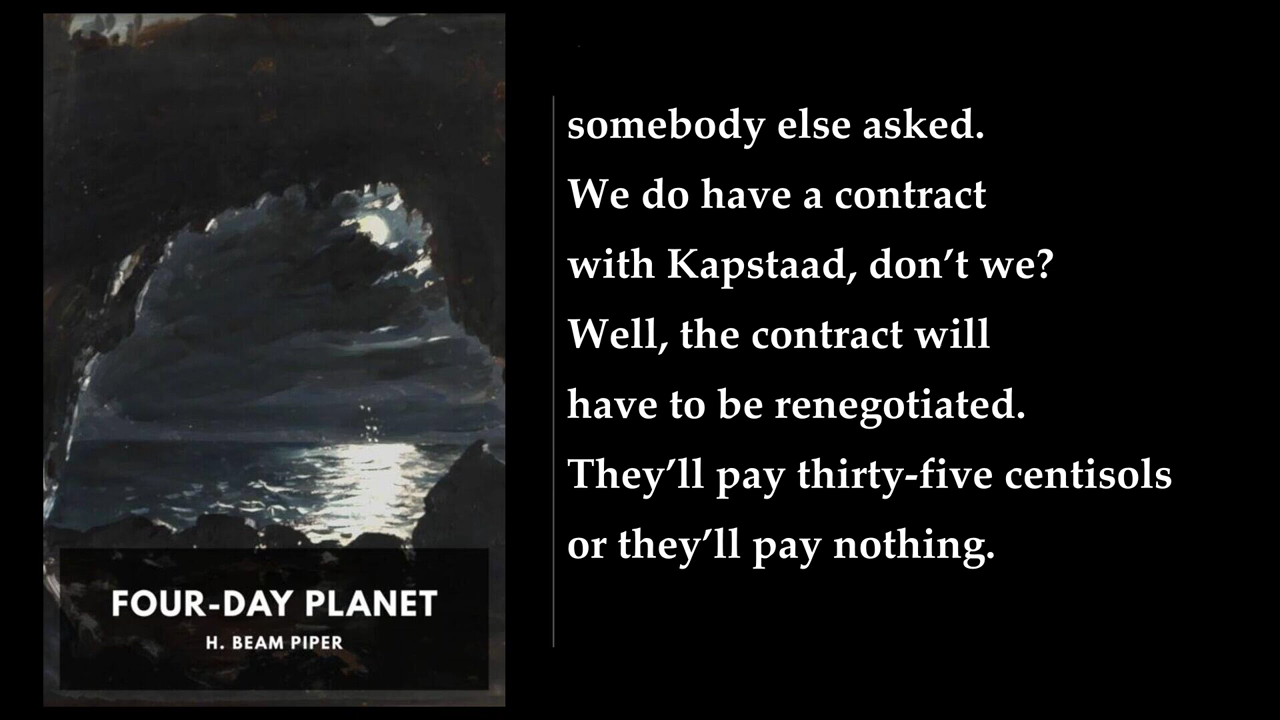 FOUR-DAY PLANET
H. BEAM PIPER
somebody else asked.
We do have a contract
with Kapstaad, don’t we?
Well, the contract will
have to be renegotiated.
They’ll pay thirty-five centisols
or they’ll pay nothing.